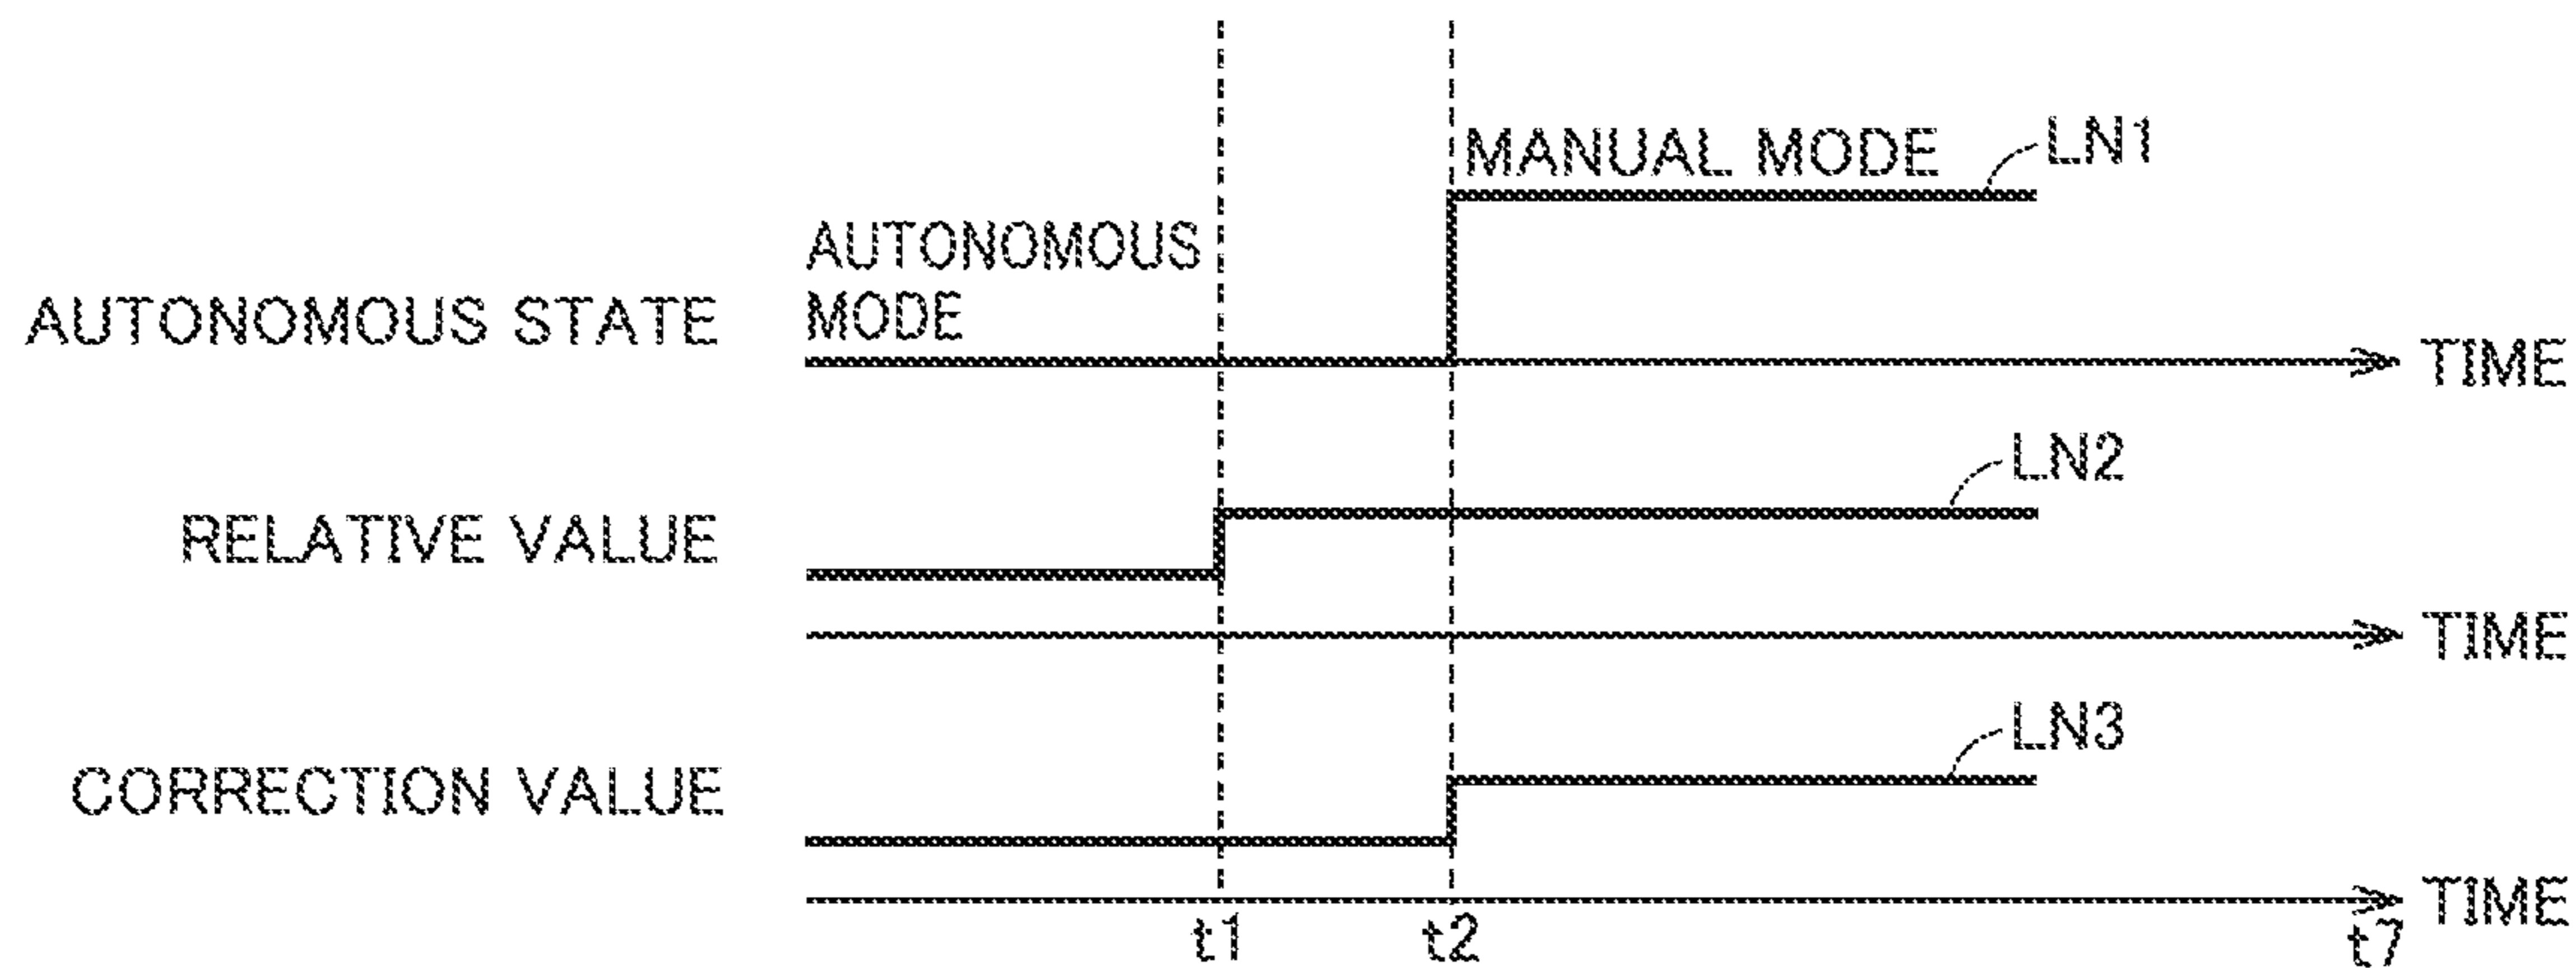 MANUAL MODE
LN1
AUTONOMOUS
MODE
AUTONOMOUS STATE
TIME
LN2
RELATIVE VALUE
TIME
LN3
CORRECTION VALUE
TIME
t1
t2
t7